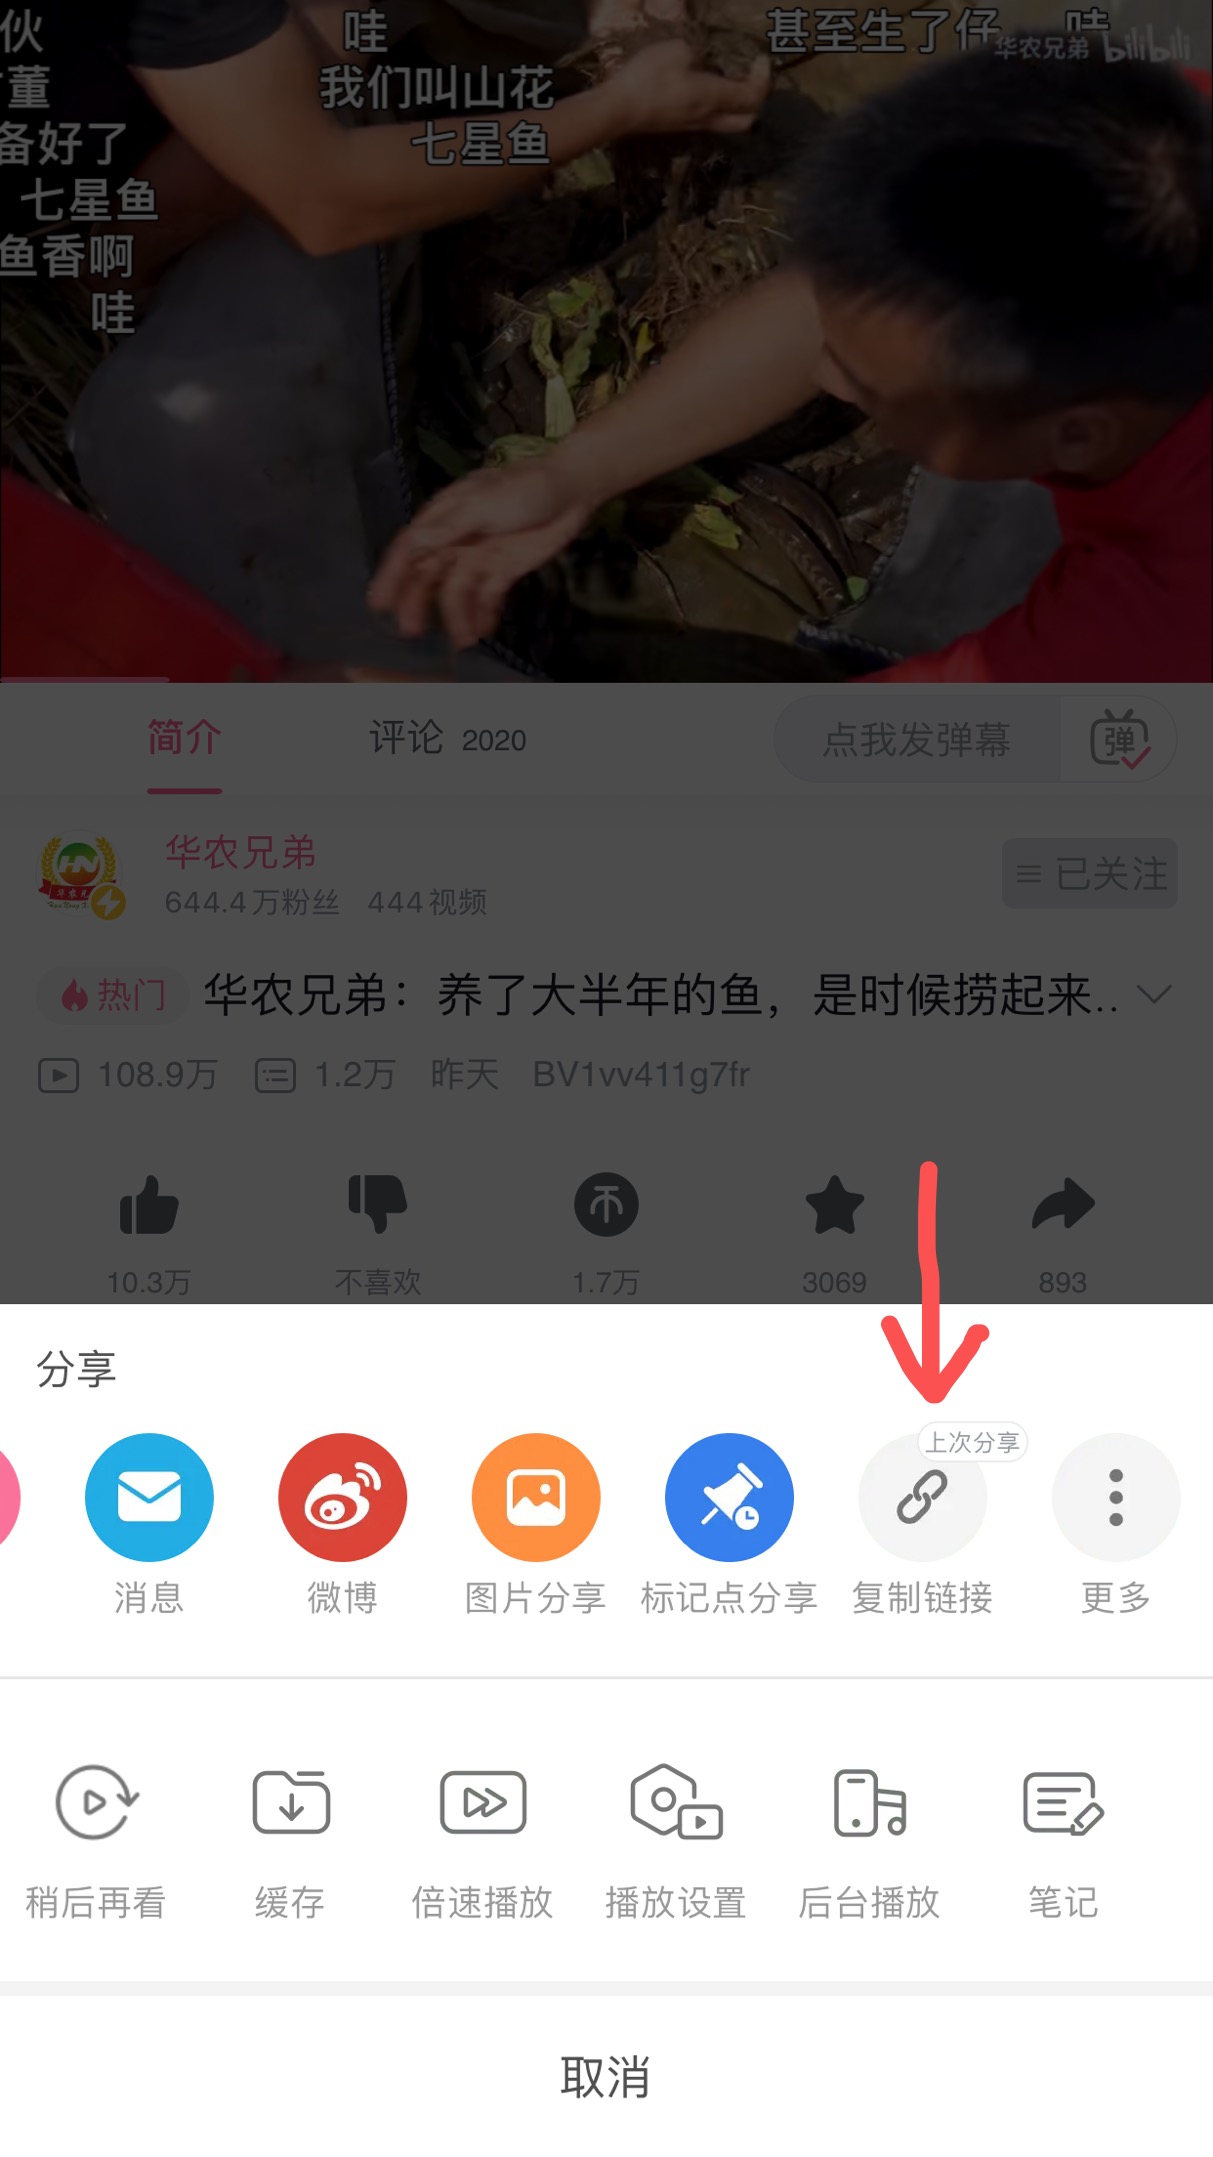 伙 哇 甚至生了仔 哇
华农兄弟 bilibili
董 我们叫山花
备好了 七星鱼
七星鱼
鱼香啊
哇
简介 评论 2020 点我发弹幕 弹
华农兄弟
644.4万粉丝 444视频
已关注
热门 华农兄弟：养了大半年的鱼，是时候捞起来..
108.9万 1.2万 昨天 BV1vv411g7fr
10.3万 不喜欢 1.7万 3069 893
分享
上次分享
消息 微博 图片分享 标记点分享 复制链接 更多
稍后再看 缓存 倍速播放 播放设置 后台播放 笔记
取消